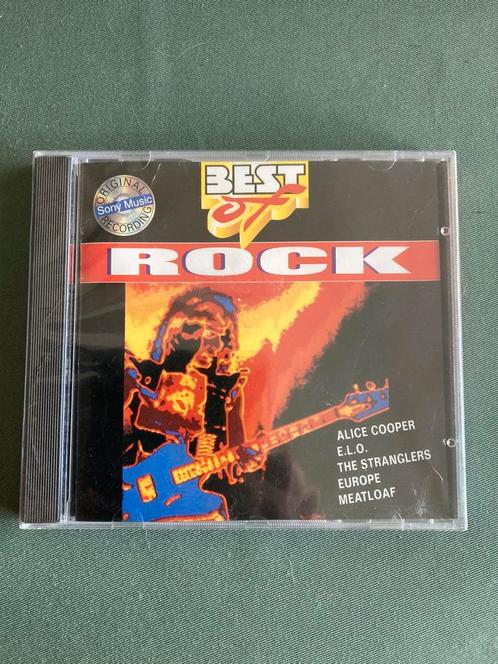 BEST
of
ROCK
ORIGINAL
Sony Music
RECORDING
ALICE COOPER
E.L.O.
THE STRANGLERS
EUROPE
MEATLOAF